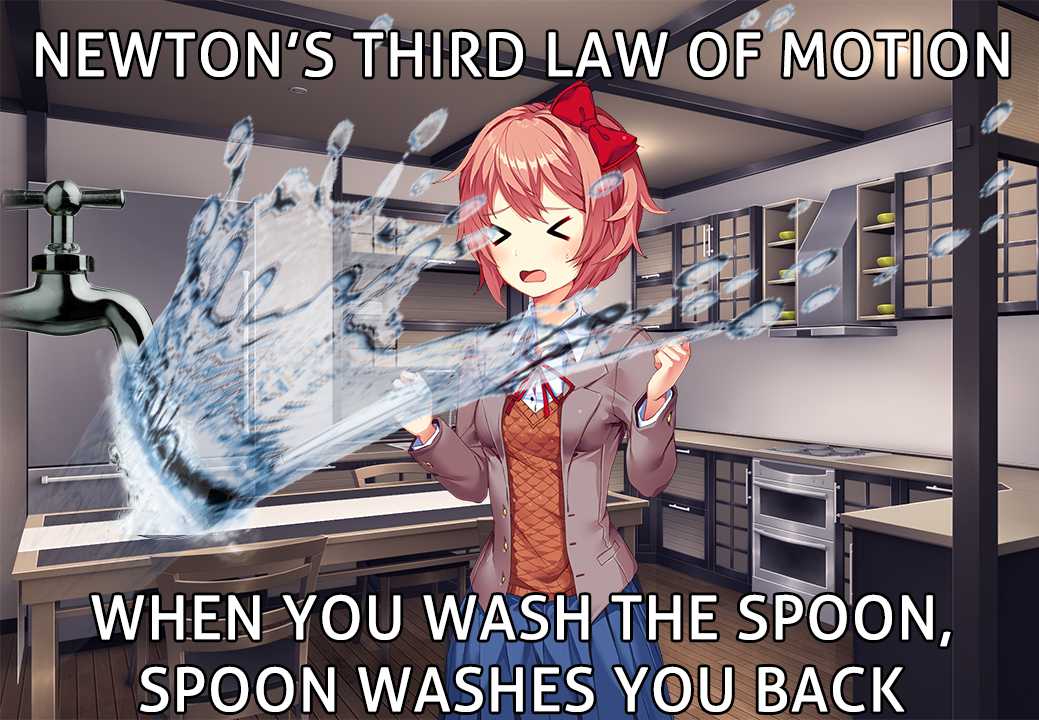 NEWTON’S THIRD LAW OF MOTION
WHEN YOU WASH THE SPOON,
SPOON WASHES YOU BACK